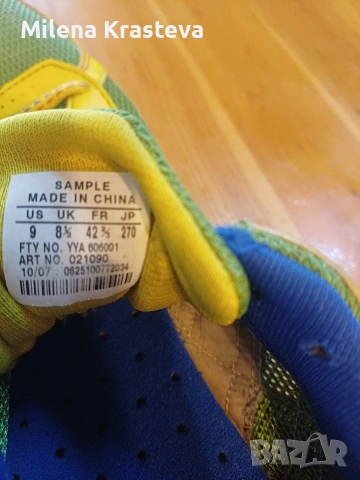 Milena Krasteva
SAMPLE
MADE IN CHINA
US UK FR JP
9 8½ 42⅔ 270
FTY NO. YYA 606001
ART NO. 021090
10/07 0625100772034
BAZAR